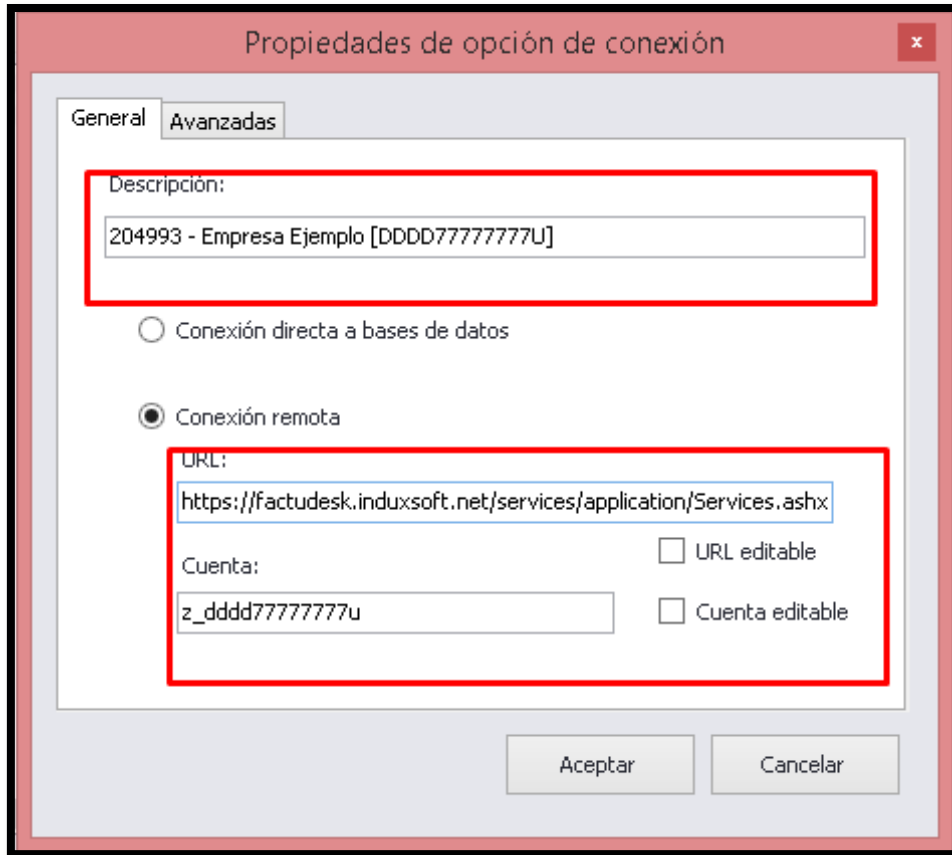 Propiedades de opción de conexión
x
General
Avanzadas
Descripción:
204993 - Empresa Ejemplo [DDDD77777777U]
Conexión directa a bases de datos
Conexión remota
URL:
https://factudesk.induxsoft.net/services/application/Services.ashx
URL editable
Cuenta:
z_dddd77777777u
Cuenta editable
Aceptar
Cancelar